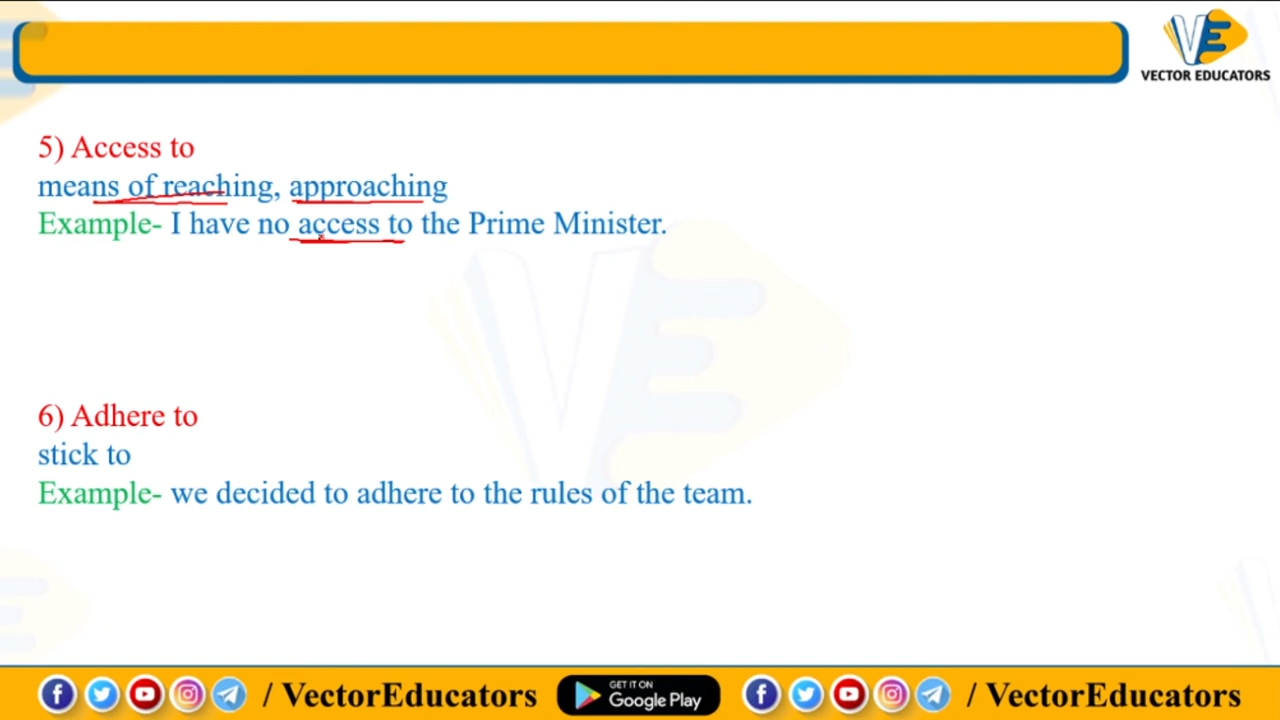 VECTOR EDUCATORS
5) Access to
means of reaching, approaching
Example- I have no access to the Prime Minister.
6) Adhere to
stick to
Example- we decided to adhere to the rules of the team.
/ VectorEducators
GET IT ON
Google Play
/ VectorEducators